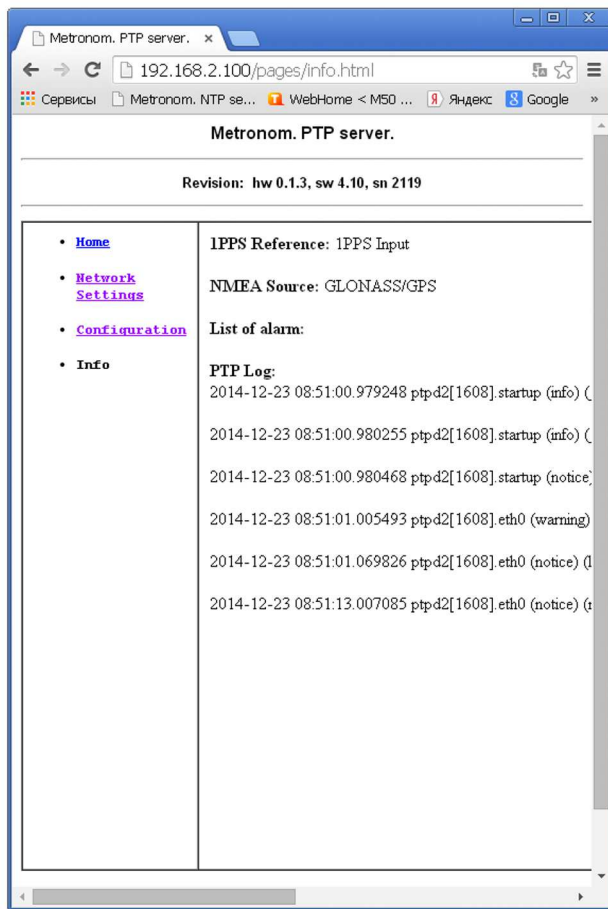 Metronom. PTP server.
192.168.2.100/pages/info.html
Сервисы Metronom. NTP se... WebHome < M50 ... Яндекс Google »
Metronom. PTP server.
Revision: hw 0.1.3, sw 4.10, sn 2119
• Home
• Network
Settings
• Configuration
• Info
1PPS Reference: 1PPS Input
NMEA Source: GLONASS/GPS
List of alarm:
PTP Log:
2014-12-23 08:51:00.979248 ptpd2[1608].startup (info) (_
2014-12-23 08:51:00.980255 ptpd2[1608].startup (info) (_
2014-12-23 08:51:00.980468 ptpd2[1608].startup (notice)
2014-12-23 08:51:01.005493 ptpd2[1608].eth0 (warning)
2014-12-23 08:51:01.069826 ptpd2[1608].eth0 (notice) (l
2014-12-23 08:51:13.007085 ptpd2[1608].eth0 (notice) (r